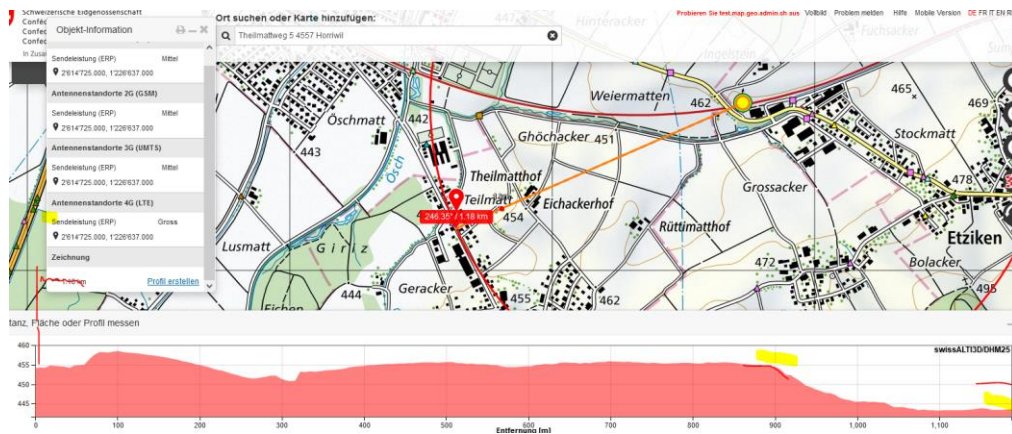 Schweizerische Eidgenossenschaft
Objekt-Information
Ort suchen oder Karte hinzufügen:
Theilmattweg 5 4557 Horriwil
Probieren Sie test.map.geo.admin.ch aus Vollbild Problem melden Hilfe Mobile Version DE FR IT EN
Sendeleistung (ERP) Mittel
2'614'725.000, 1'226'637.000
Antennenstandorte 2G (GSM)
Sendeleistung (ERP) Mittel
2'614'725.000, 1'226'637.000
Antennenstandorte 3G (UMTS)
Sendeleistung (ERP) Mittel
2'614'725.000, 1'226'637.000
Antennenstandorte 4G (LTE)
Sendeleistung (ERP) Gross
2'614'725.000, 1'226'637.000
Zeichnung
Profil erstellen
Hinteracker
Fuchsacker
Ingelstein
465
469
Weiermatten
462
Öschmatt
442
Stockmatt
443
Ösch
Ghöchacker 451
478
Theilmatthof
Teilmatt
Eichackerhof
Grossacker
246.35° / 1.18 km
454
Etziken
Lusmatt
Giriz
Rüttimatthof
472
Bolacker
Geracker
444
455
462
495
Eichen
tanz, Fläche oder Profil messen
swissALTI3D/DHM25
460
455
450
445
0 100 200 300 400 500 600 700 800 900 1,000 1,100
Entfernung [m]